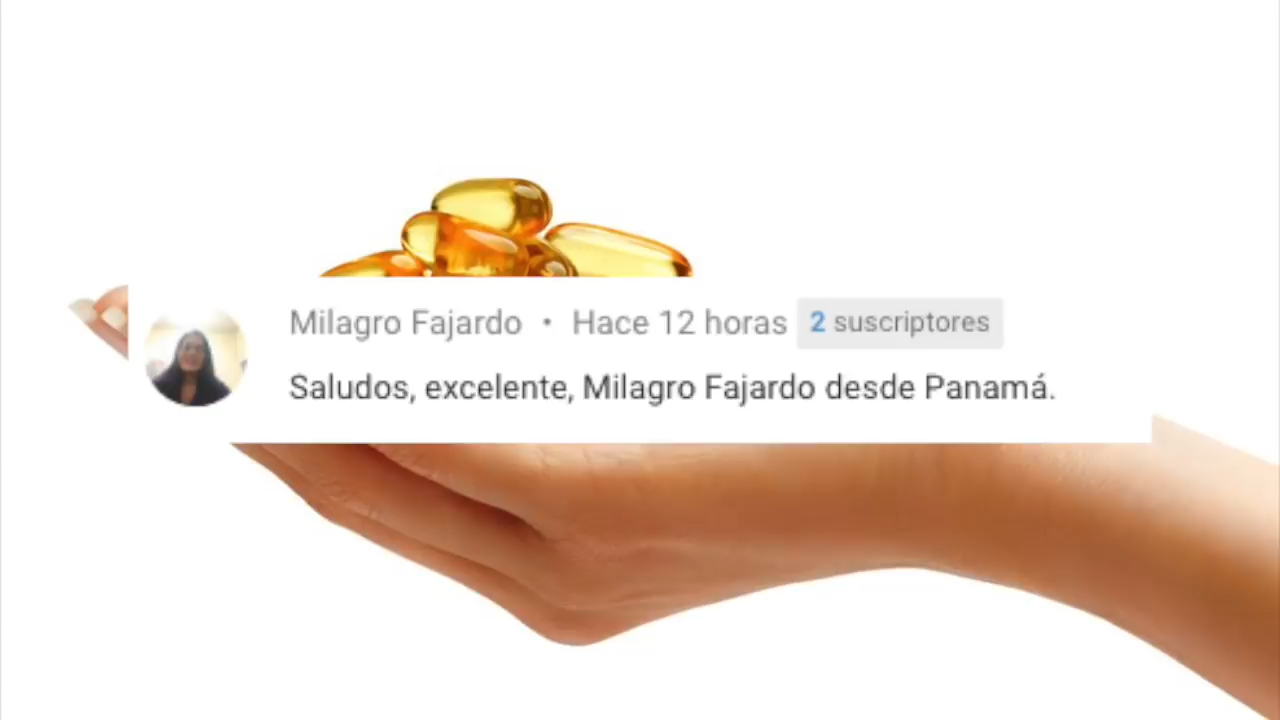 Milagro Fajardo • Hace 12 horas 2 suscriptores
Saludos, excelente, Milagro Fajardo desde Panamá.